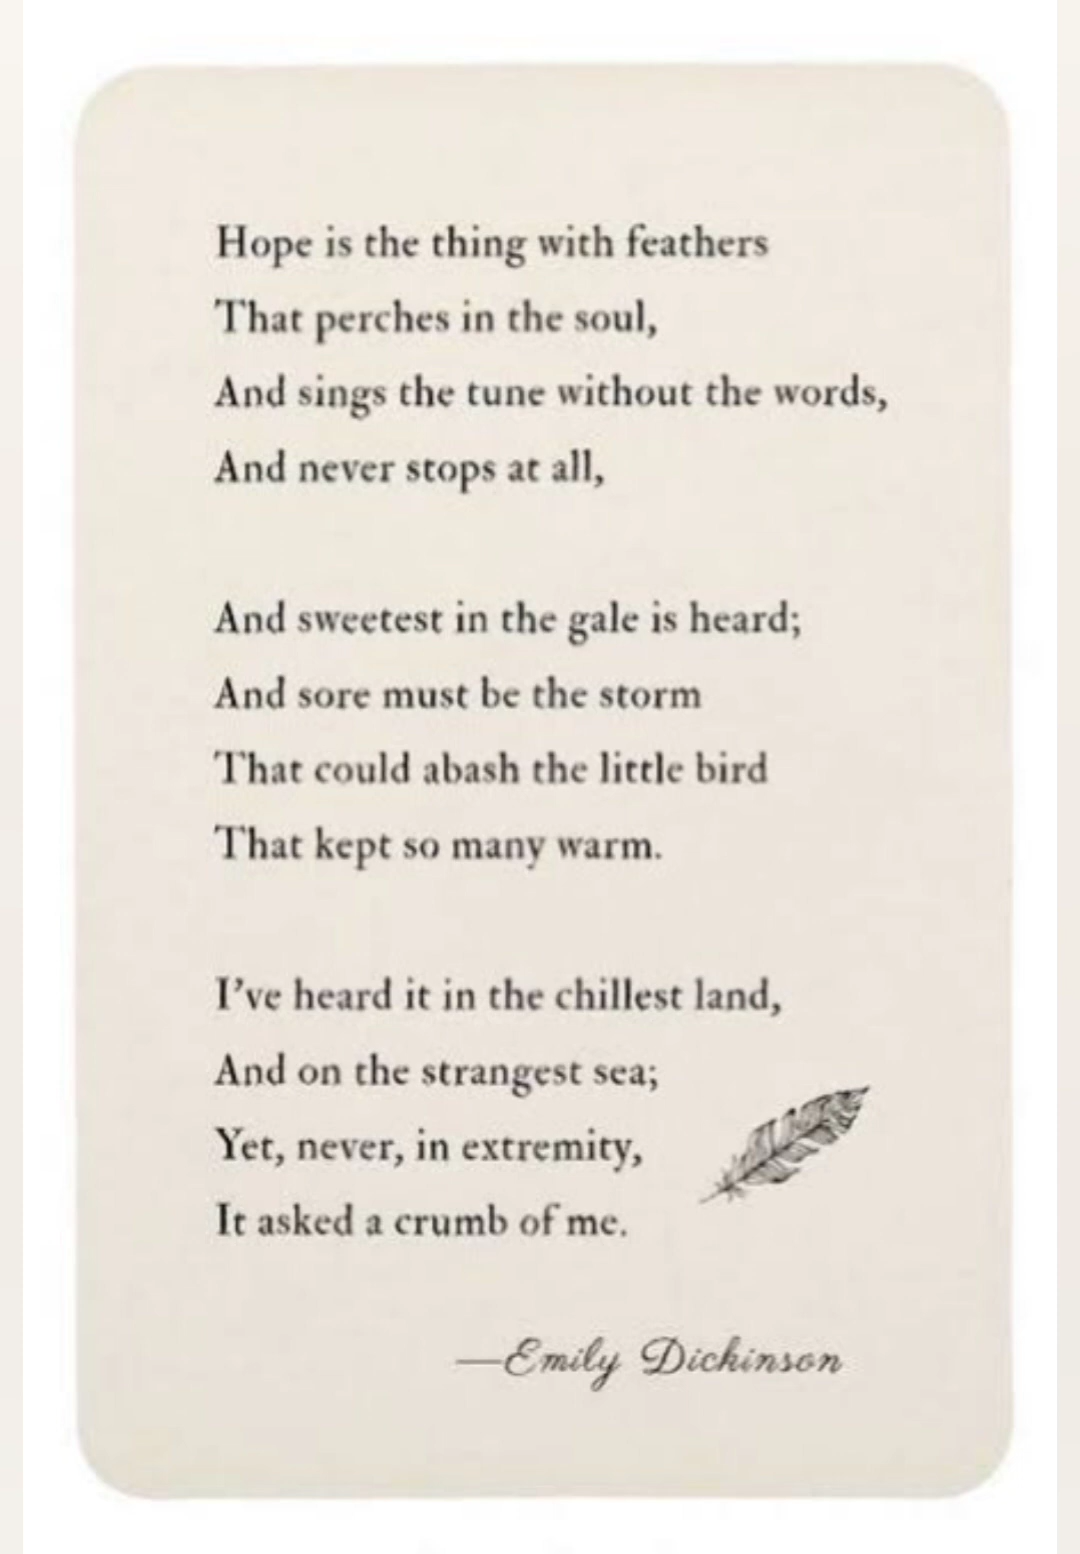 Hope is the thing with feathers
That perches in the soul,
And sings the tune without the words,
And never stops at all,
And sweetest in the gale is heard;
And sore must be the storm
That could abash the little bird
That kept so many warm.
I’ve heard it in the chillest land,
And on the strangest sea;
Yet, never, in extremity,
It asked a crumb of me.
—Emily Dickinson